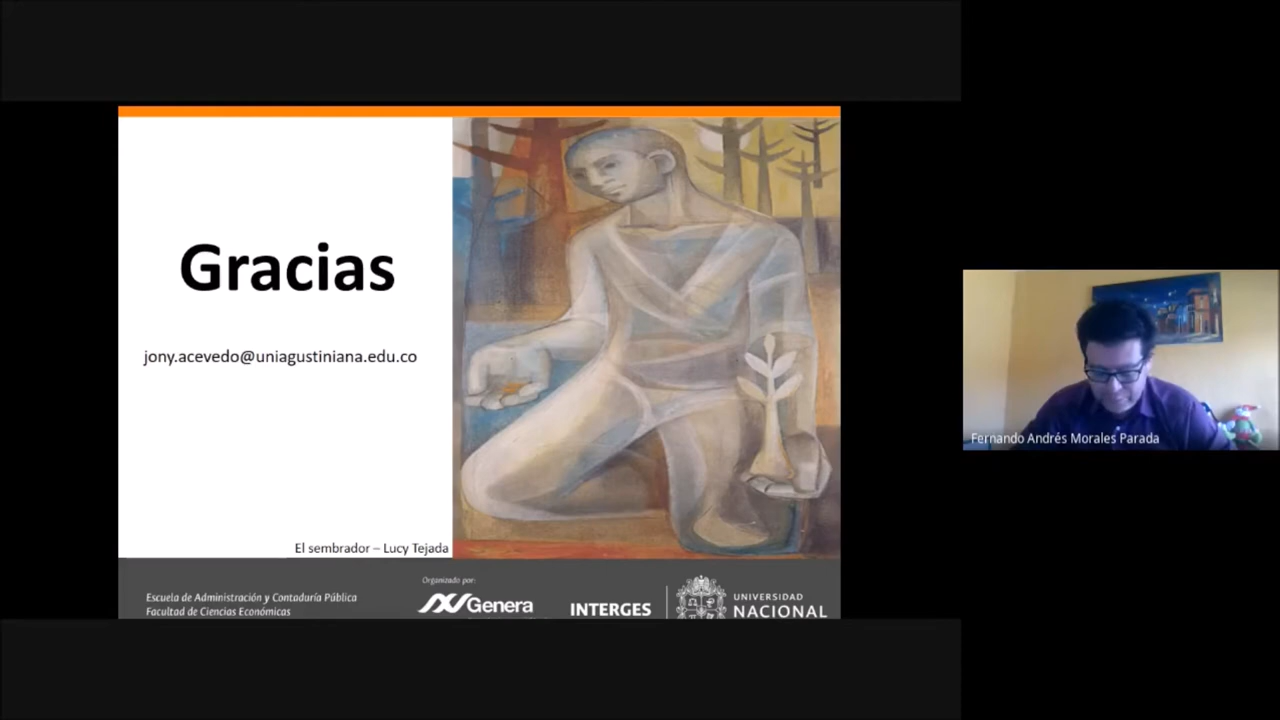 Gracias
jony.acevedo@uniagustiniana.edu.co
El sembrador – Lucy Tejada
Escuela de Administración y Contaduría Pública
Facultad de Ciencias Económicas
Organizado por:
Genera
INTERGES
UNIVERSIDAD
NACIONAL
Fernando Andrés Morales Parada